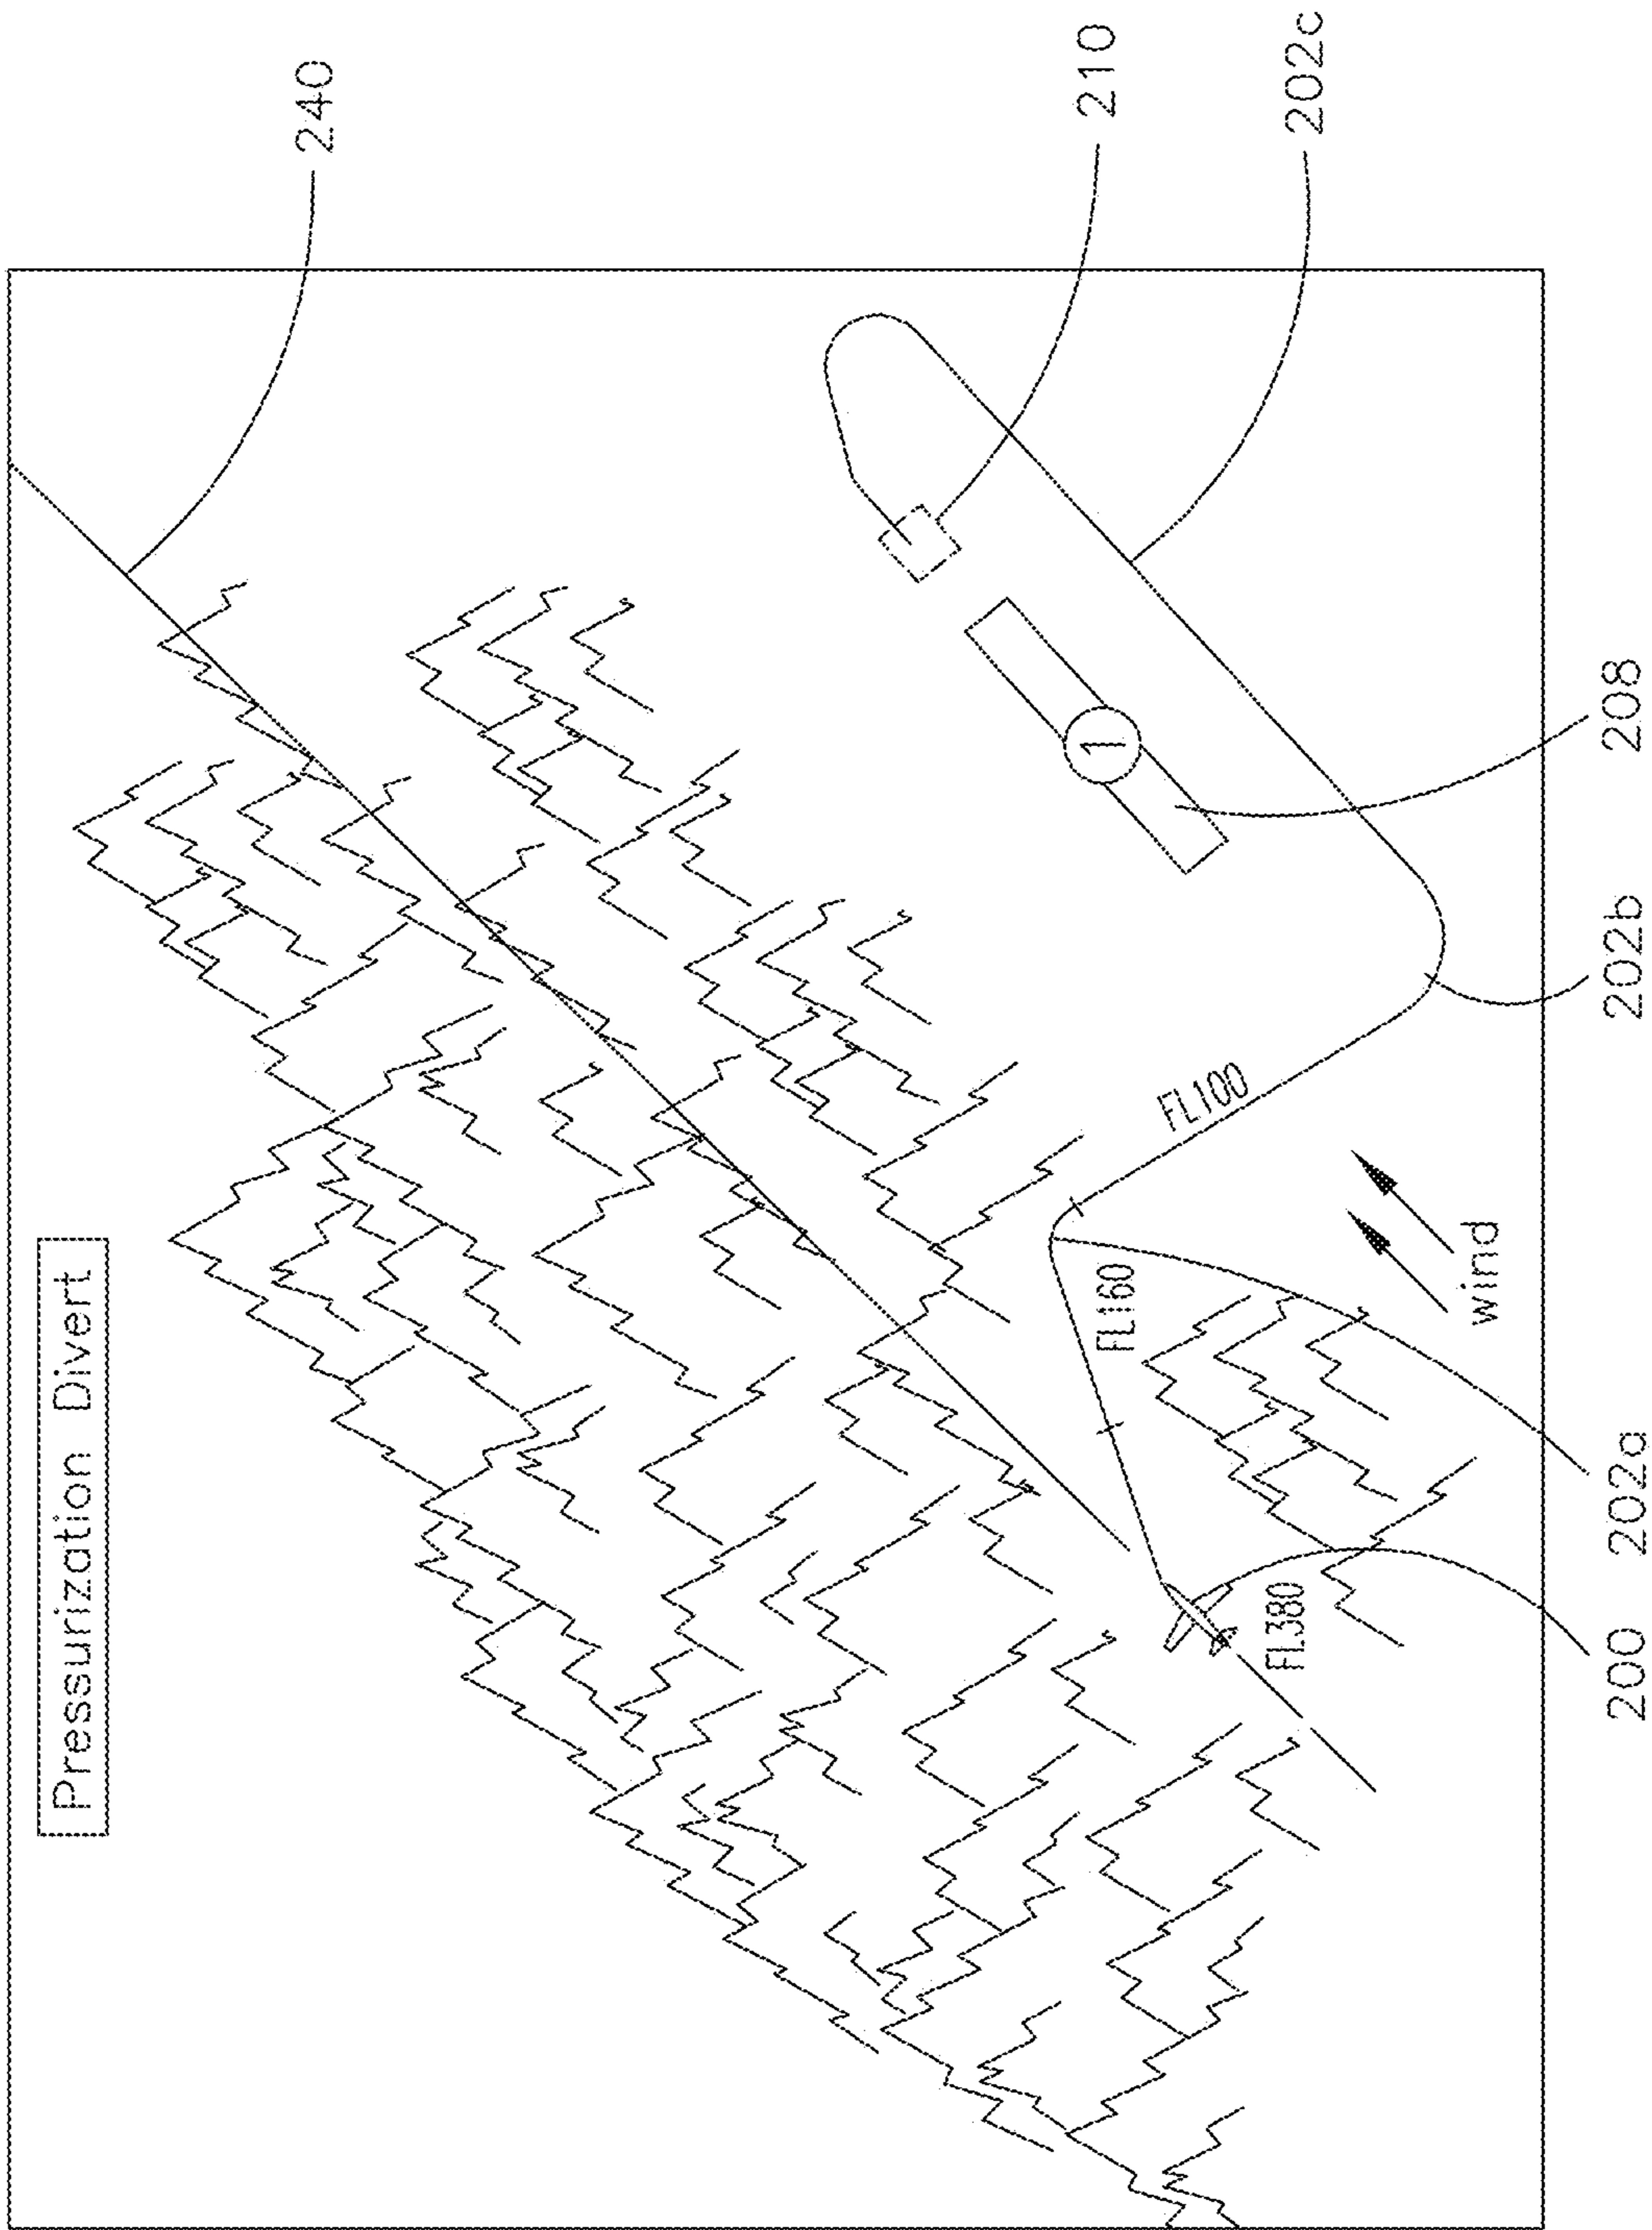 Pressurization Divert
240
210
202c
1
208
202b
FL100
FL160
wind
202a
FL380
200